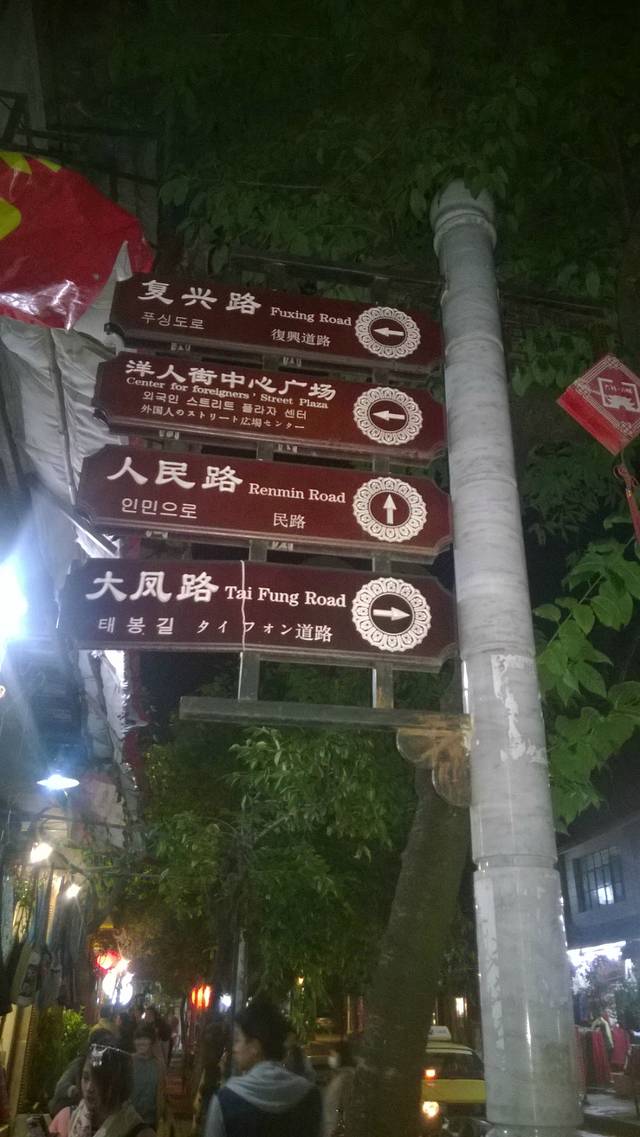 复兴路 Fuxing Road
푸싱도로 復興道路
洋人街中心广场
Center for foreigners' Street Plaza
외국인 스트리트 플라자 센터
外国人のストリート広場センター
人民路 Renmin Road
인민으로 民路
大凤路 Tai Fung Road
태봉길 タイフォン道路